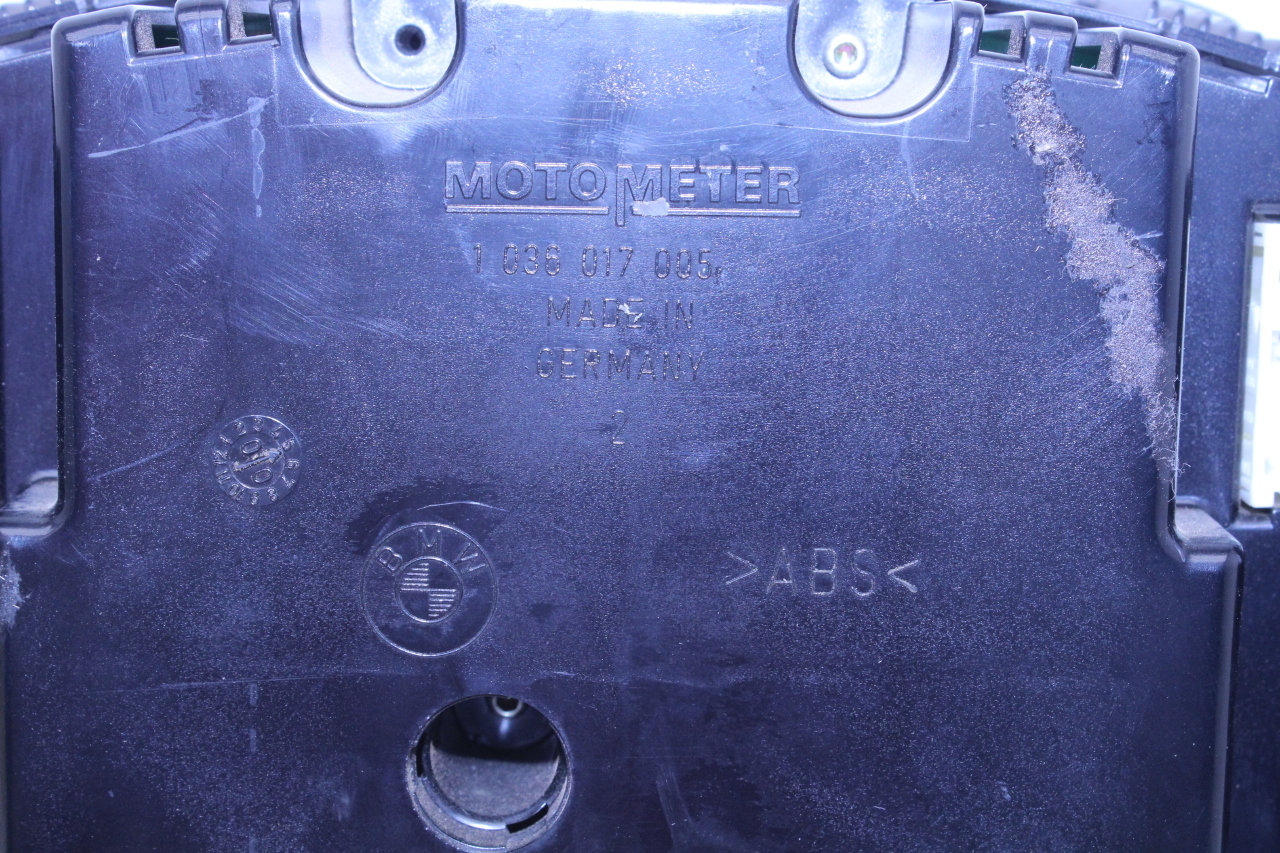 MOTOMETER
1 036 017 005
MADE IN
GERMANY
2
BMW
>ABS<